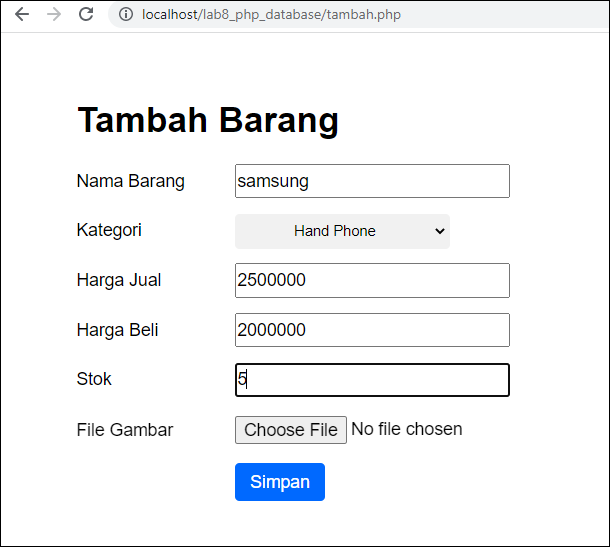 localhost/lab8_php_database/tambah.php
Tambah Barang
Nama Barang samsung
Kategori Hand Phone
Harga Jual 2500000
Harga Beli 2000000
Stok 5
File Gambar Choose File No file chosen
Simpan